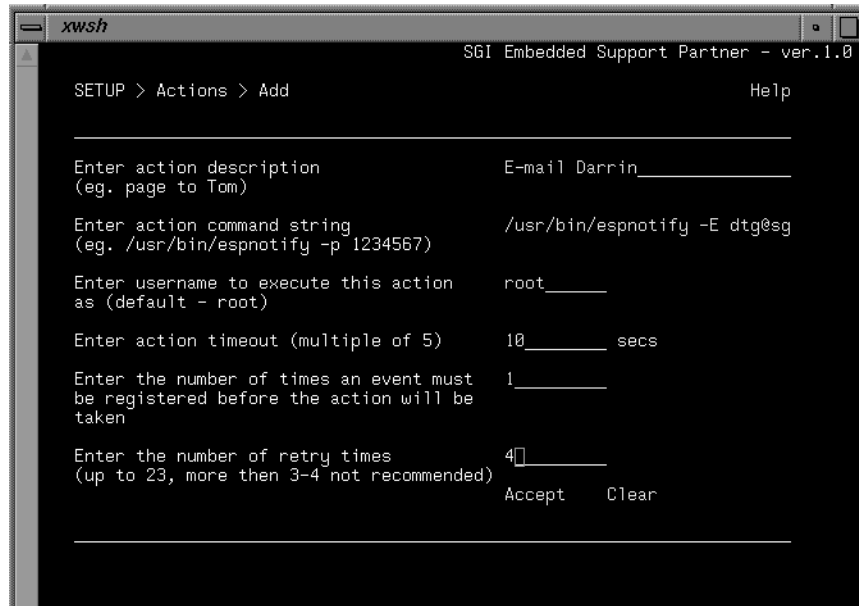 xwsh
SGI Embedded Support Partner - ver.1.0
SETUP > Actions > Add Help
Enter action description E-mail Darrin
(eg. page to Tom)
Enter action command string /usr/bin/espnotify -E dtg@sg
(eg. /usr/bin/espnotify -p 1234567)
Enter username to execute this action root
as (default - root)
Enter action timeout (multiple of 5) 10 secs
Enter the number of times an event must 1
be registered before the action will be
taken
Enter the number of retry times 4
(up to 23, more then 3-4 not recommended)
Accept Clear